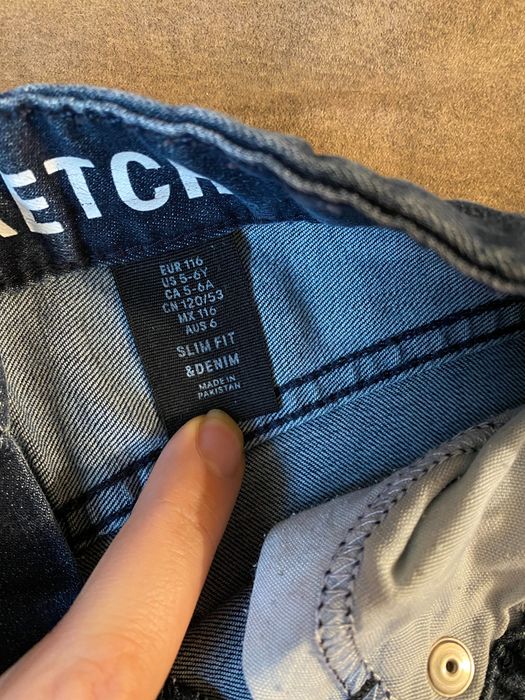 ETCH
EUR 116
US 5-6Y
CA 5-6A
CN 120/53
MX 116
AUS 6
SLIM FIT
&DENIM
MADE IN
PAKISTAN